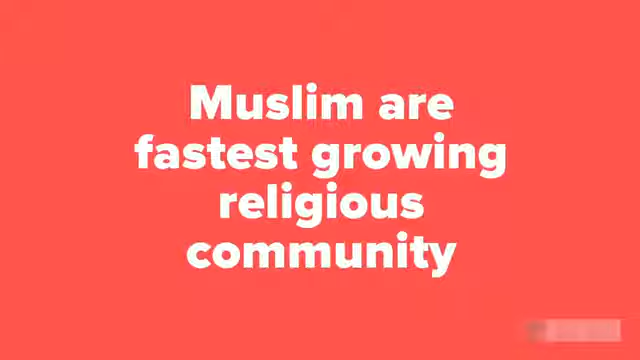 Muslim are
fastest growing
religious
community